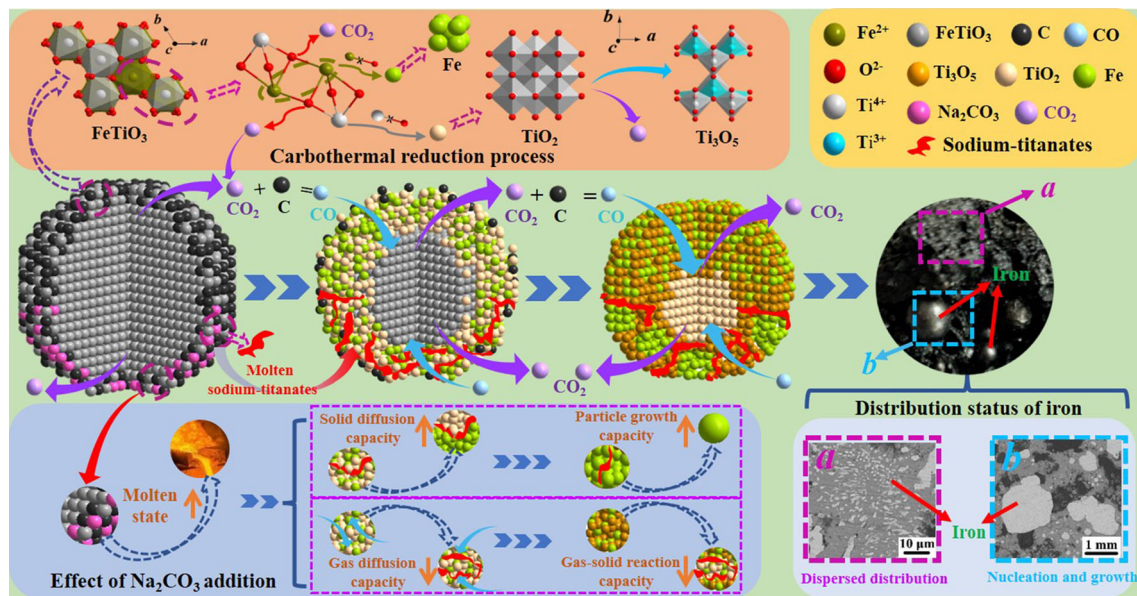 b
c
a
FeTiO₃
CO₂
Fe
TiO₂
b
c
a
Ti₃O₅
Carbothermal reduction process
Fe²⁺
FeTiO₃
C
CO
O²⁻
Ti₃O₅
TiO₂
Fe
Ti⁴⁺
Na₂CO₃
CO₂
Ti³⁺
Sodium-titanates
CO₂
+
C
=
CO
CO₂
+
C
=
CO
CO₂
a
Iron
b
Molten
sodium-titanates
CO₂
CO
CO₂
CO
Distribution status of iron
Molten
state
Effect of Na₂CO₃ addition
Solid diffusion
capacity
Particle growth
capacity
Gas diffusion
capacity
Gas-solid reaction
capacity
a
10 μm
Dispersed distribution
Iron
b
1 mm
Nucleation and growth